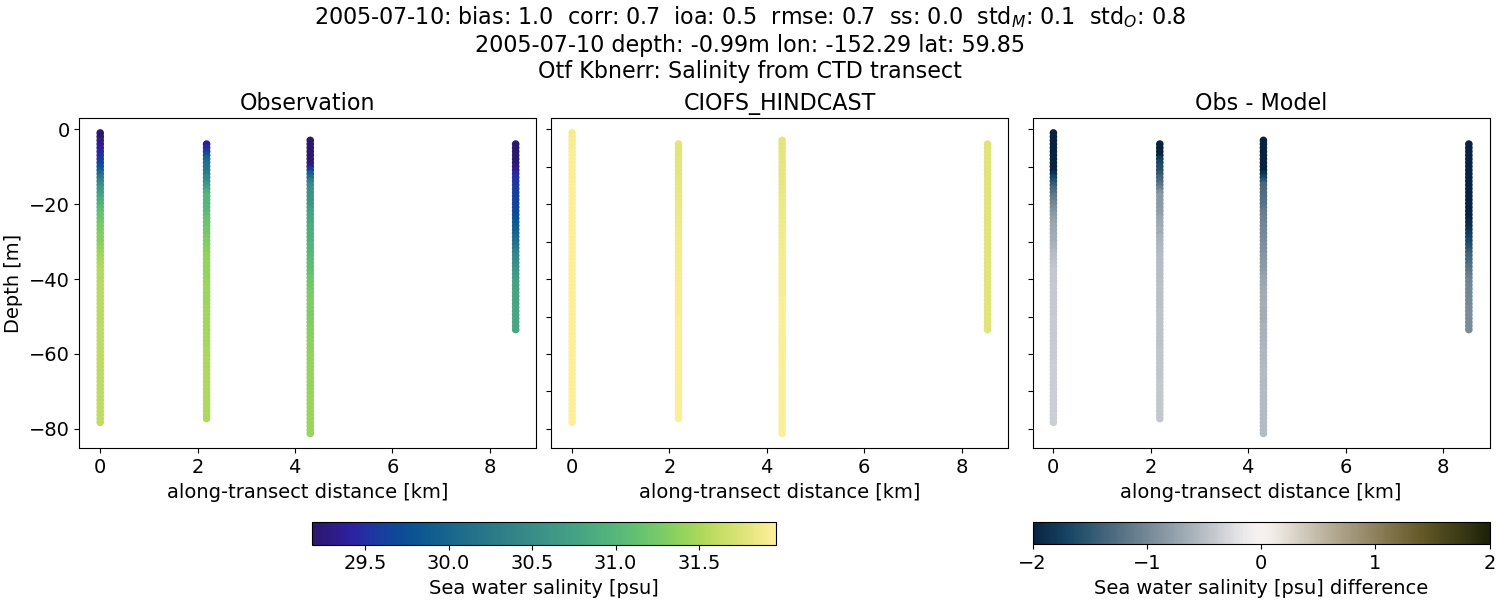 2005-07-10: bias: 1.0  corr: 0.7  ioa: 0.5  rmse: 0.7  ss: 0.0  std_M: 0.1  std_O: 0.8
2005-07-10 depth: -0.99m lon: -152.29 lat: 59.85
Otf Kbnerr: Salinity from CTD transect
Observation
CIOFS_HINDCAST
Obs - Model
Depth [m]
0
−20
−40
−60
−80
0 2 4 6 8
0 2 4 6 8
0 2 4 6 8
along-transect distance [km]
along-transect distance [km]
along-transect distance [km]
29.5 30.0 30.5 31.0 31.5
Sea water salinity [psu]
−2 −1 0 1 2
Sea water salinity [psu] difference